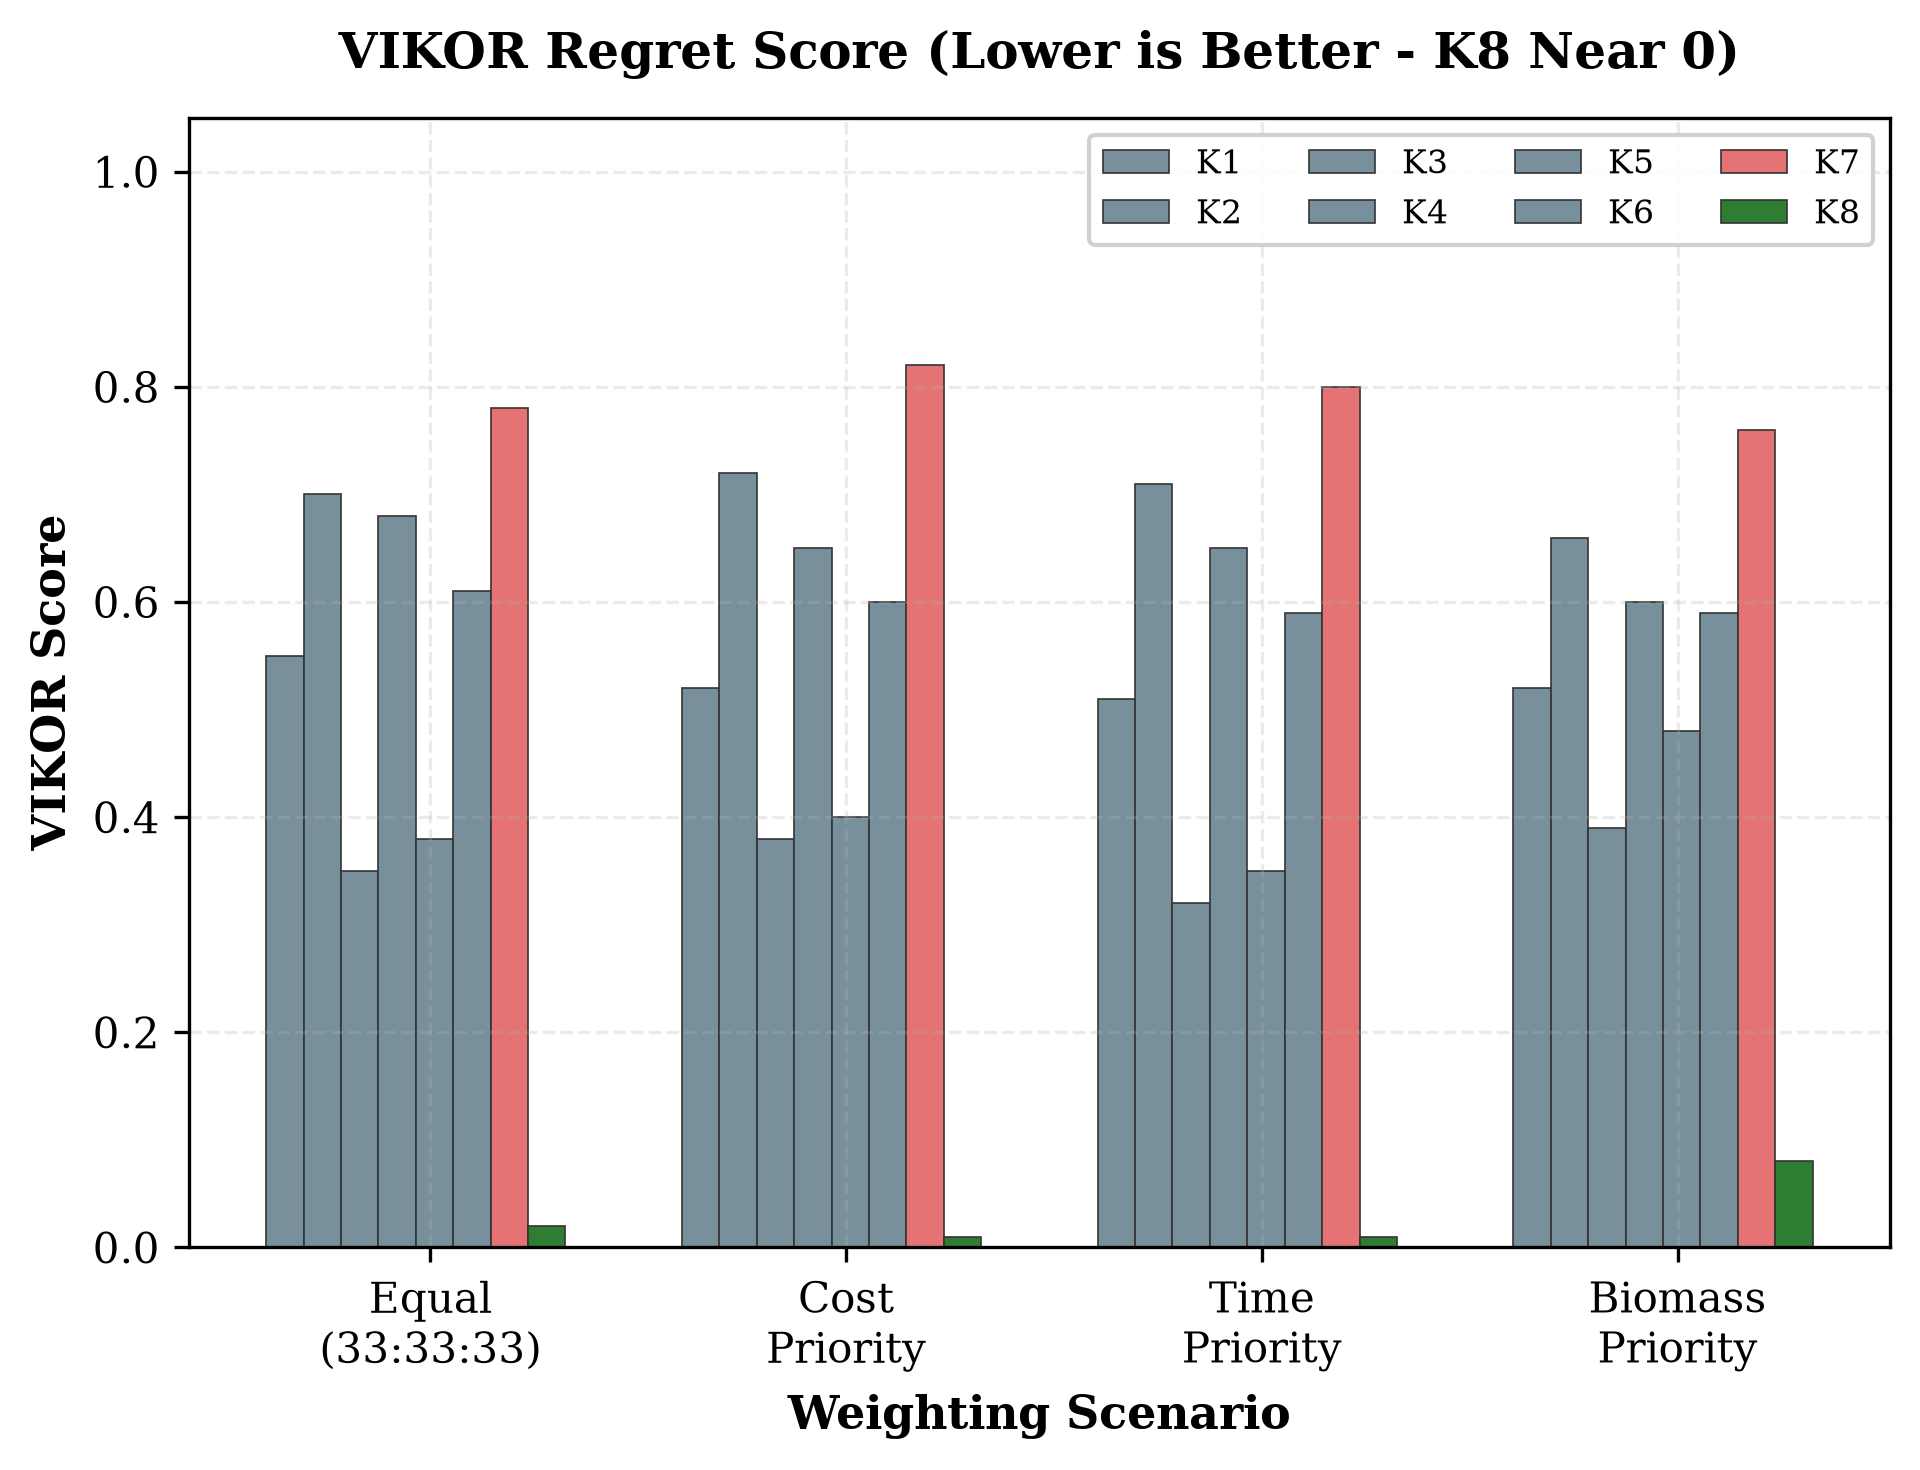 VIKOR Regret Score (Lower is Better - K8 Near 0)
K1 K3 K5 K7
K2 K4 K6 K8
VIKOR Score
1.0
0.8
0.6
0.4
0.2
0.0
Equal Cost Time Biomass
(33:33:33) Priority Priority Priority
Weighting Scenario